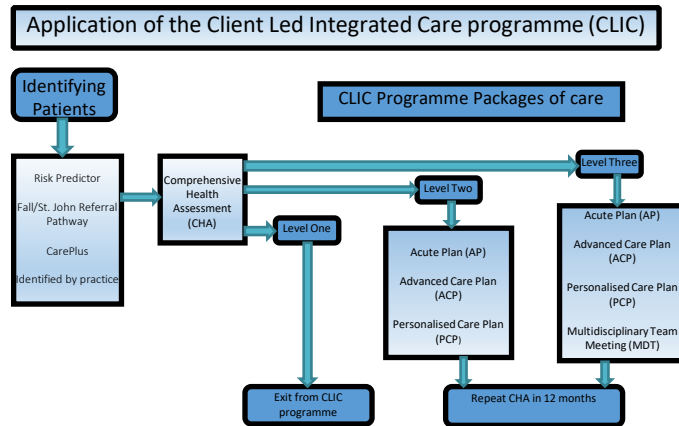 Application of the Client Led Integrated Care programme (CLIC)
Identifying
Patients
CLIC Programme Packages of care
Risk Predictor
Fall/St. John Referral
Pathway
CarePlus
Identified by practice
Comprehensive
Health
Assessment
(CHA)
Level One
Level Two
Level Three
Acute Plan (AP)
Advanced Care Plan
(ACP)
Personalised Care Plan
(PCP)
Acute Plan (AP)
Advanced Care Plan
(ACP)
Personalised Care Plan
(PCP)
Multidisciplinary Team
Meeting (MDT)
Exit from CLIC
programme
Repeat CHA in 12 months